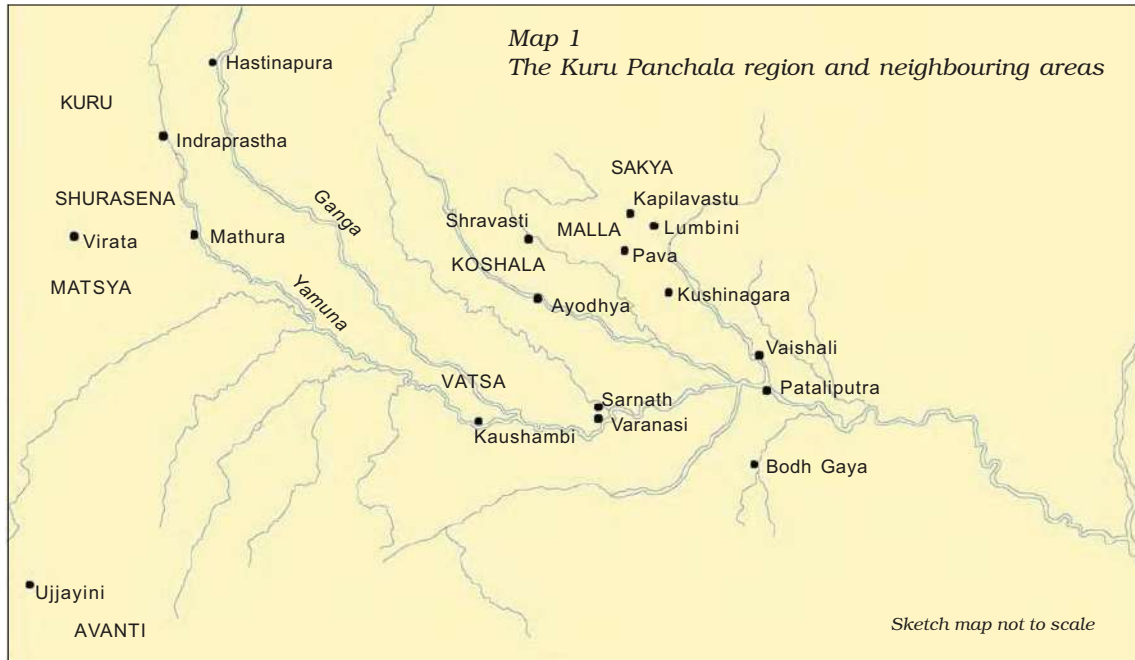 Map 1
The Kuru Panchala region and neighbouring areas
Hastinapura
KURU
Indraprastha
SAKYA
Kapilavastu
SHURASENA
Ganga
Shravasti
MALLA
Lumbini
Virata
Mathura
Pava
KOSHALA
MATSYA
Yamuna
Ayodhya
Kushinagara
Vaishali
VATSA
Pataliputra
Sarnath
Kaushambi
Varanasi
Bodh Gaya
Ujjayini
AVANTI
Sketch map not to scale